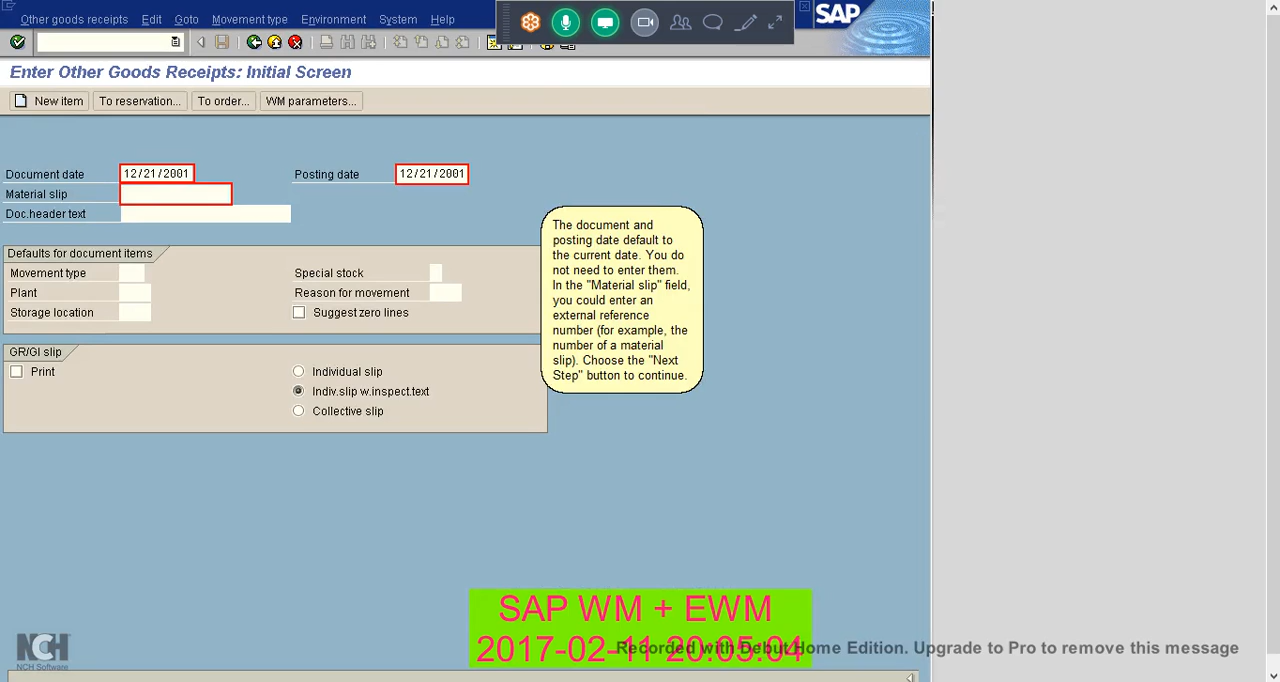 Other goods receipts Edit Goto Movement type Environment System Help
SAP
Enter Other Goods Receipts: Initial Screen
New item To reservation... To order... WM parameters...
Document date 12/21/2001 Posting date 12/21/2001
Material slip
Doc.header text
Defaults for document items
Movement type Special stock
Plant Reason for movement
Storage location Suggest zero lines
GR/GI slip
Print Individual slip
Indiv.slip w.inspect.text
Collective slip
The document and
posting date default to
the current date. You do
not need to enter them.
In the "Material slip" field,
you could enter an
external reference
number (for example, the
number of a material
slip). Choose the "Next
Step" button to continue.
SAP WM + EWM
2017-02-11 20:05:04
Recorded with Debut Home Edition. Upgrade to Pro to remove this message
NCH
NCH Software